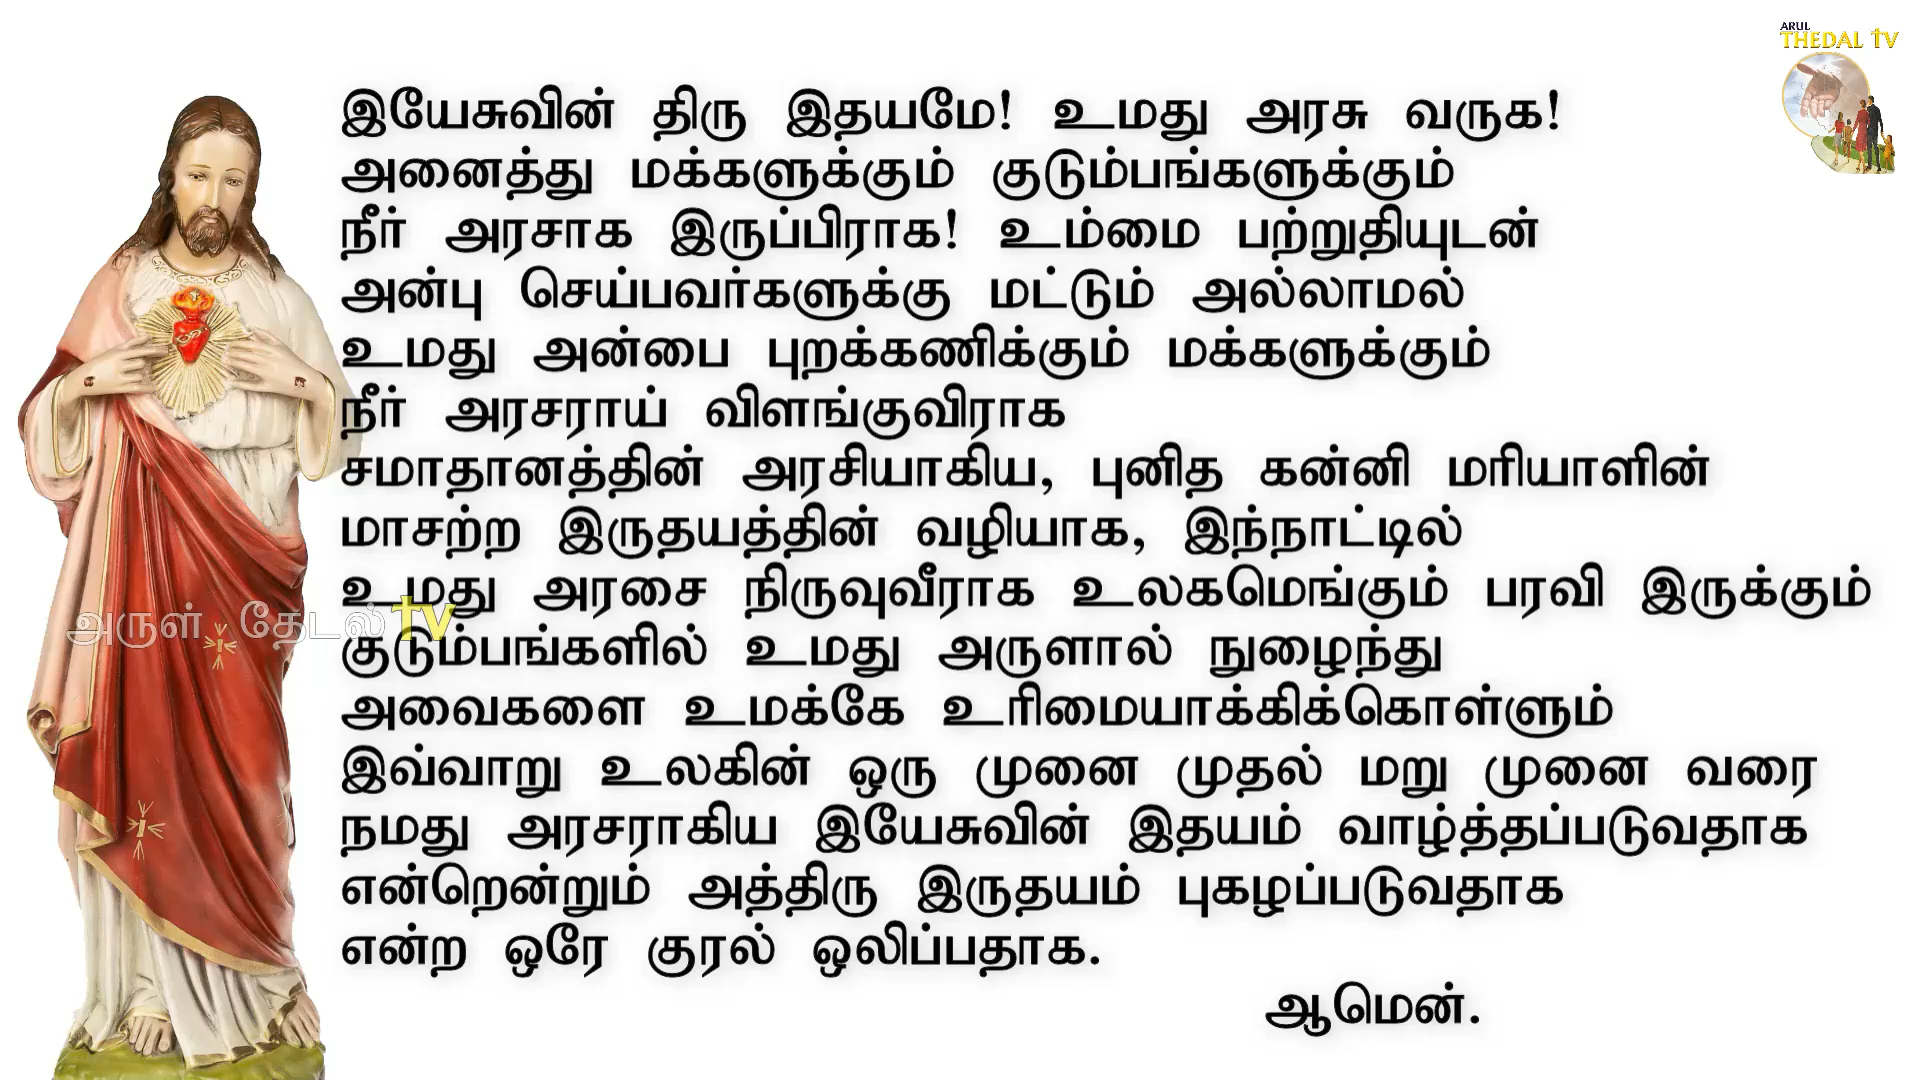 ARUL
THEDAL TV
இயேசுவின் திரு இதயமே! உமது அரசு வருக!
அனைத்து மக்களுக்கும் குடும்பங்களுக்கும்
நீர் அரசாக இருப்பிராக! உம்மை பற்றுதியுடன்
அன்பு செய்பவர்களுக்கு மட்டும் அல்லாமல்
உமது அன்பை புறக்கணிக்கும் மக்களுக்கும்
நீர் அரசராய் விளங்குவிராக
சமாதானத்தின் அரசியாகிய, புனித கன்னி மரியாளின்
மாசற்ற இருதயத்தின் வழியாக, இந்நாட்டில்
உமது அரசை நிருவுவீராக உலகமெங்கும் பரவி இருக்கும்
அருள் தேடல் tv
குடும்பங்களில் உமது அருளால் நுழைந்து
அவைகளை உமக்கே உரிமையாக்கிக்கொள்ளும்
இவ்வாறு உலகின் ஒரு முனை முதல் மறு முனை வரை
நமது அரசராகிய இயேசுவின் இதயம் வாழ்த்தப்படுவதாக
என்றென்றும் அத்திரு இருதயம் புகழப்படுவதாக
என்ற ஒரே குரல் ஒலிப்பதாக.
ஆமென்.